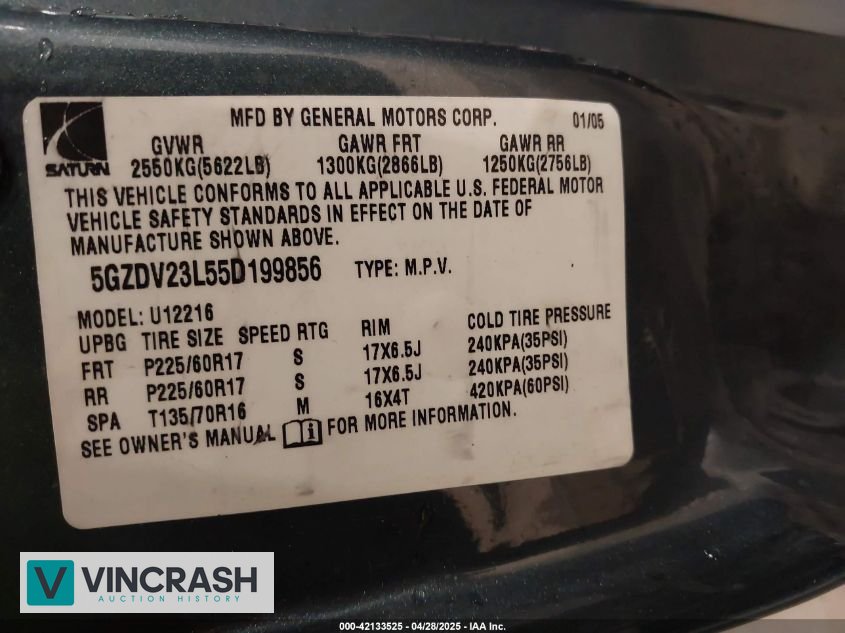 MFD BY GENERAL MOTORS CORP. 01/05
SATURN
GVWR GAWR FRT GAWR RR
2550KG(5622LB) 1300KG(2866LB) 1250KG(2756LB)
THIS VEHICLE CONFORMS TO ALL APPLICABLE U.S. FEDERAL MOTOR
VEHICLE SAFETY STANDARDS IN EFFECT ON THE DATE OF
MANUFACTURE SHOWN ABOVE.
5GZDV23L55D199856 TYPE: M.P.V.
MODEL: U12216
UPBG TIRE SIZE SPEED RTG RIM COLD TIRE PRESSURE
FRT P225/60R17 S 17X6.5J 240KPA(35PSI)
RR P225/60R17 S 17X6.5J 240KPA(35PSI)
SPA T135/70R16 M 16X4T 420KPA(60PSI)
SEE OWNER'S MANUAL i FOR MORE INFORMATION.
V VINCRASH
AUCTION HISTORY
000-42133525 - 04/28/2025 - IAA Inc.